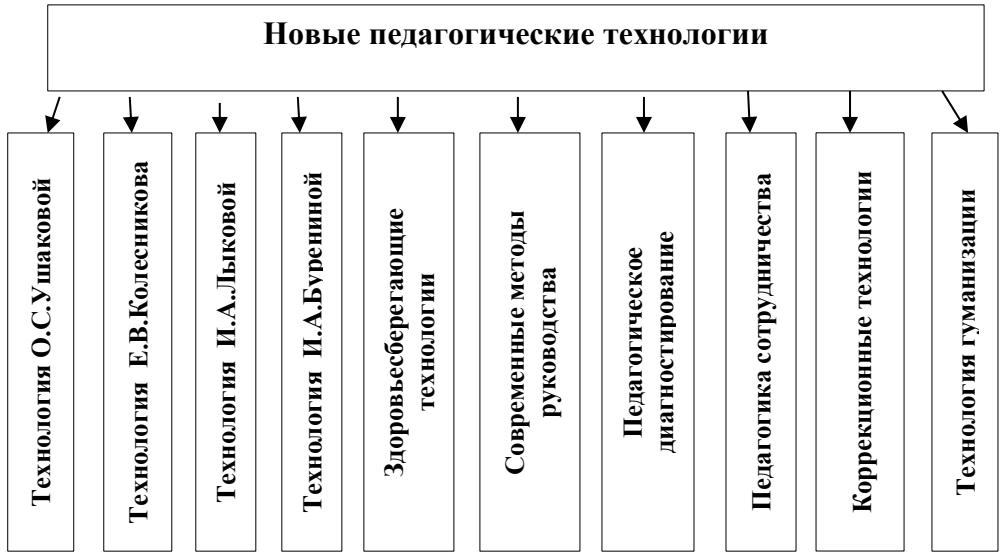 Новые педагогические технологии
Технология О.С.Ушаковой
Технология Е.В.Колесникова
Технология И.А.Лыковой
Технология И.А.Бурениной
Здоровьесберегающие
технологии
Современные методы
руководства
Педагогическое
диагностирование
Педагогика сотрудничества
Коррекционные технологии
Технология гуманизации